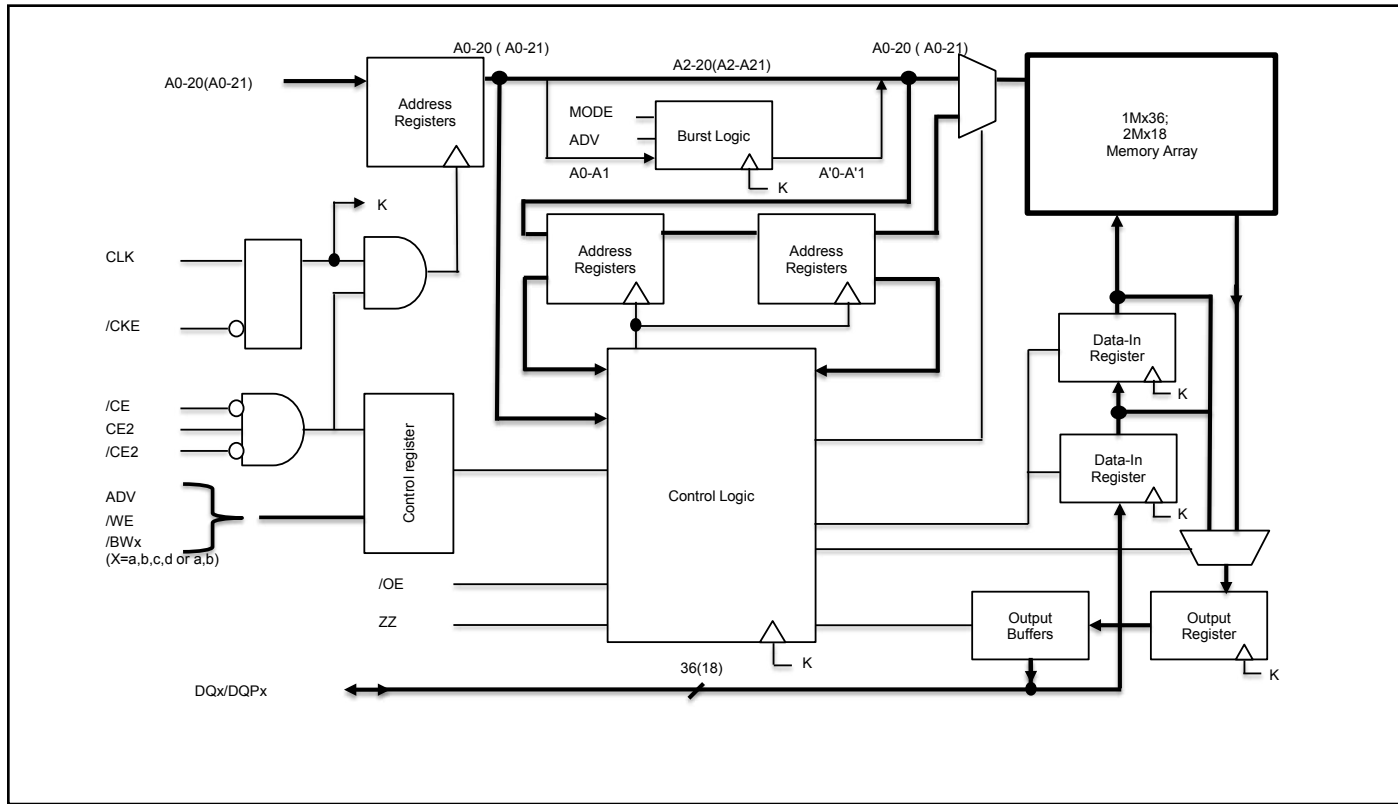 A0-20 ( A0-21)
A0-20 ( A0-21)
A2-20(A2-A21)
A0-20(A0-21)
Address
Registers
MODE
ADV
Burst Logic
A0-A1
A'0-A'1
K
1Mx36;
2Mx18
Memory Array
K
CLK
/CKE
Address
Registers
Address
Registers
Data-In
Register
K
/CE
CE2
/CE2
Control register
Control Logic
Data-In
Register
K
ADV
/WE
/BWx
(X=a,b,c,d or a,b)
/OE
ZZ
K
Output
Buffers
Output
Register
K
36(18)
DQx/DQPx